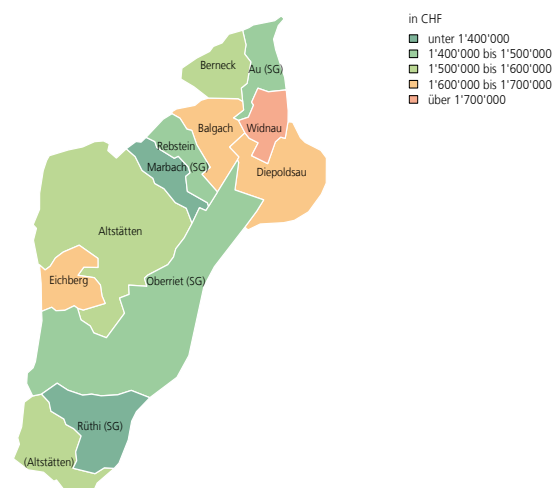 in CHF
unter 1'400'000
1'400'000 bis 1'500'000
1'500'000 bis 1'600'000
1'600'000 bis 1'700'000
über 1'700'000
Berneck
Au (SG)
Balgach
Widnau
Rebstein
Marbach (SG)
Diepoldsau
Altstätten
Eichberg
Oberriet (SG)
Rüthi (SG)
(Altstätten)